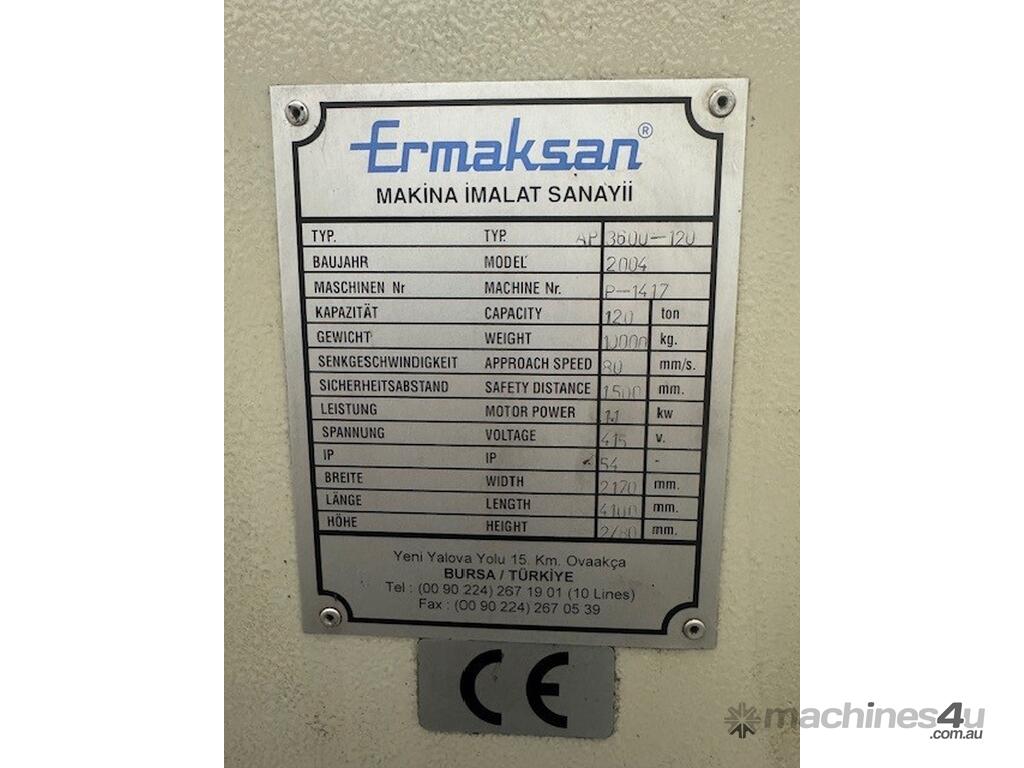 Ermaksan®
MAKİNA İMALAT SANAYİİ
TYP. TYP. AP 3600-120
BAUJAHR MODEL 2004
MASCHINEN Nr MACHINE Nr. P-1417
KAPAZITÄT CAPACITY 120 ton
GEWICHT WEIGHT 10000 kg.
SENKGESCHWINDIGKEIT APPROACH SPEED 80 mm/s.
SICHERHEITSABSTAND SAFETY DISTANCE 1500 mm.
LEISTUNG MOTOR POWER 11 kw
SPANNUNG VOLTAGE 415 v.
IP IP 54 -
BREITE WIDTH 2170 mm.
LÄNGE LENGTH 4100 mm.
HÖHE HEIGHT mm.
Yeni Yalova Yolu 15. Km. Ovaakça
BURSA / TÜRKİYE
Tel : (00 90 224) 267 19 01 (10 Lines)
Fax : (00 90 224) 267 05 39
CE
machines4u
.com.au